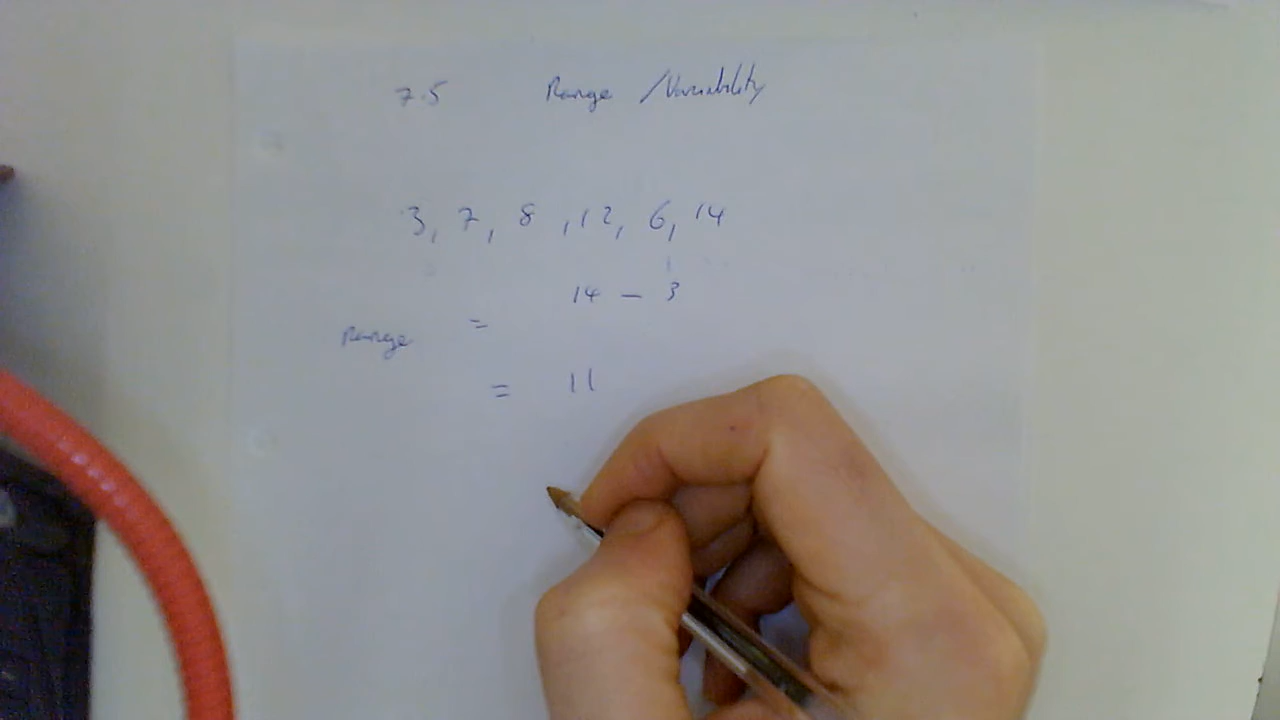 7.5 Range /Variability
3, 7, 8 ,12, 6, 14
14 - 3
Range =
= 11